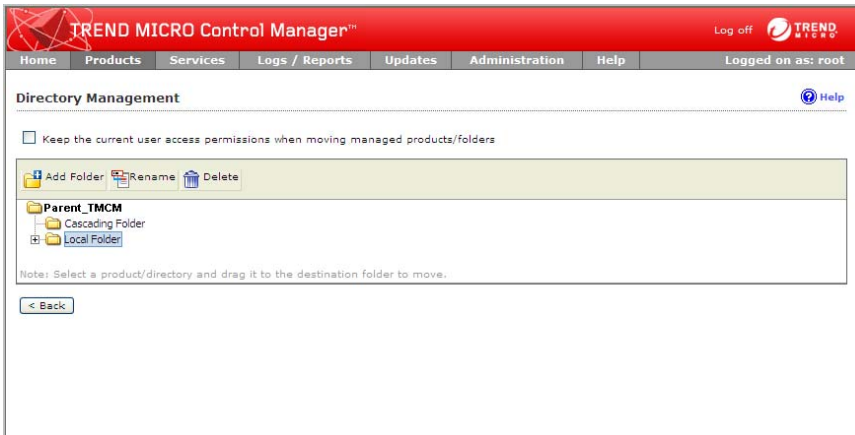 TREND MICRO Control Manager™
Log off
TREND MICRO
Home Products Services Logs / Reports Updates Administration Help Logged on as: root
Directory Management
Help
Keep the current user access permissions when moving managed products/folders
Add Folder Rename Delete
Parent_TMCM
Cascading Folder
Local Folder
Note: Select a product/directory and drag it to the destination folder to move.
< Back